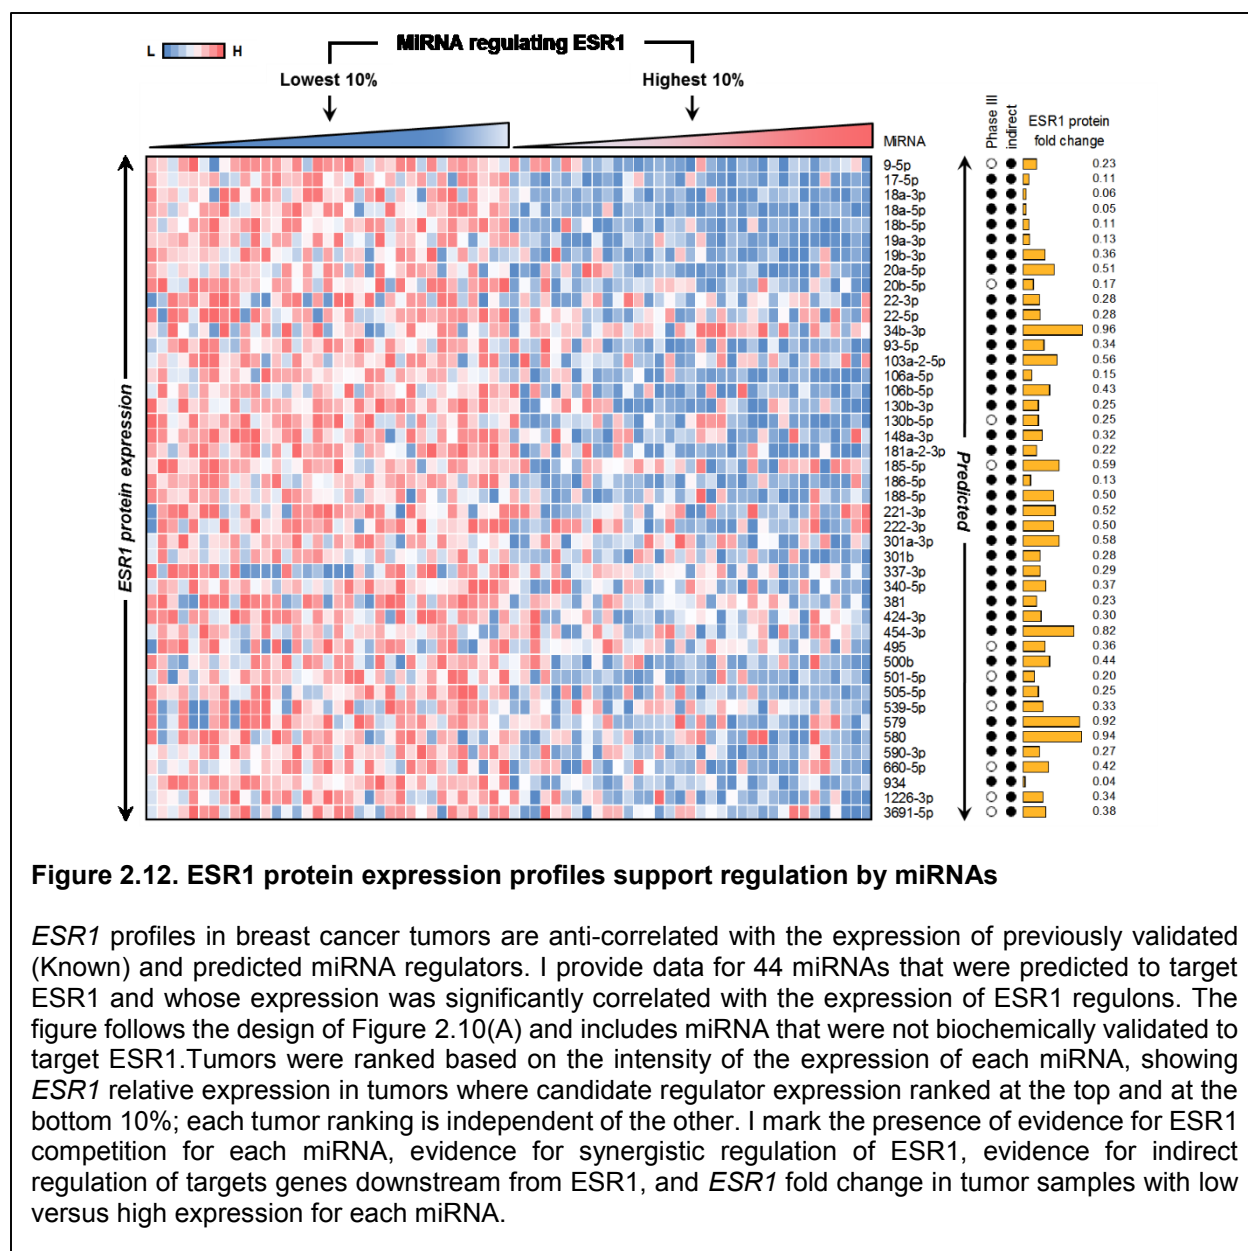 MiRNA regulating ESR1
L H
Lowest 10% Highest 10%
Phase III
indirect
ESR1 protein
fold change
MiRNA
ESR1 protein expression
Predicted
9-5p 0.23
17-5p 0.11
18a-3p 0.06
18a-5p 0.05
18b-5p 0.11
19a-3p 0.13
19b-3p 0.36
20a-5p 0.51
20b-5p 0.17
22-3p 0.28
22-5p 0.28
34b-3p 0.96
93-5p 0.34
103a-2-5p 0.56
106a-5p 0.15
106b-5p 0.43
130b-3p 0.25
130b-5p 0.25
148a-3p 0.32
181a-2-3p 0.22
185-5p 0.59
186-5p 0.13
188-5p 0.50
221-3p 0.52
222-3p 0.50
301a-3p 0.58
301b 0.28
337-3p 0.29
340-5p 0.37
381 0.23
424-3p 0.30
454-3p 0.82
495 0.36
500b 0.44
501-5p 0.20
505-5p 0.25
539-5p 0.33
579 0.92
580 0.94
590-3p 0.27
660-5p 0.42
934 0.04
1226-3p 0.34
3691-5p 0.38
Figure 2.12. ESR1 protein expression profiles support regulation by miRNAs
ESR1 profiles in breast cancer tumors are anti-correlated with the expression of previously validated
(Known) and predicted miRNA regulators. I provide data for 44 miRNAs that were predicted to target
ESR1 and whose expression was significantly correlated with the expression of ESR1 regulons. The
figure follows the design of Figure 2.10(A) and includes miRNA that were not biochemically validated to
target ESR1.Tumors were ranked based on the intensity of the expression of each miRNA, showing
ESR1 relative expression in tumors where candidate regulator expression ranked at the top and at the
bottom 10%; each tumor ranking is independent of the other. I mark the presence of evidence for ESR1
competition for each miRNA, evidence for synergistic regulation of ESR1, evidence for indirect
regulation of targets genes downstream from ESR1, and ESR1 fold change in tumor samples with low
versus high expression for each miRNA.